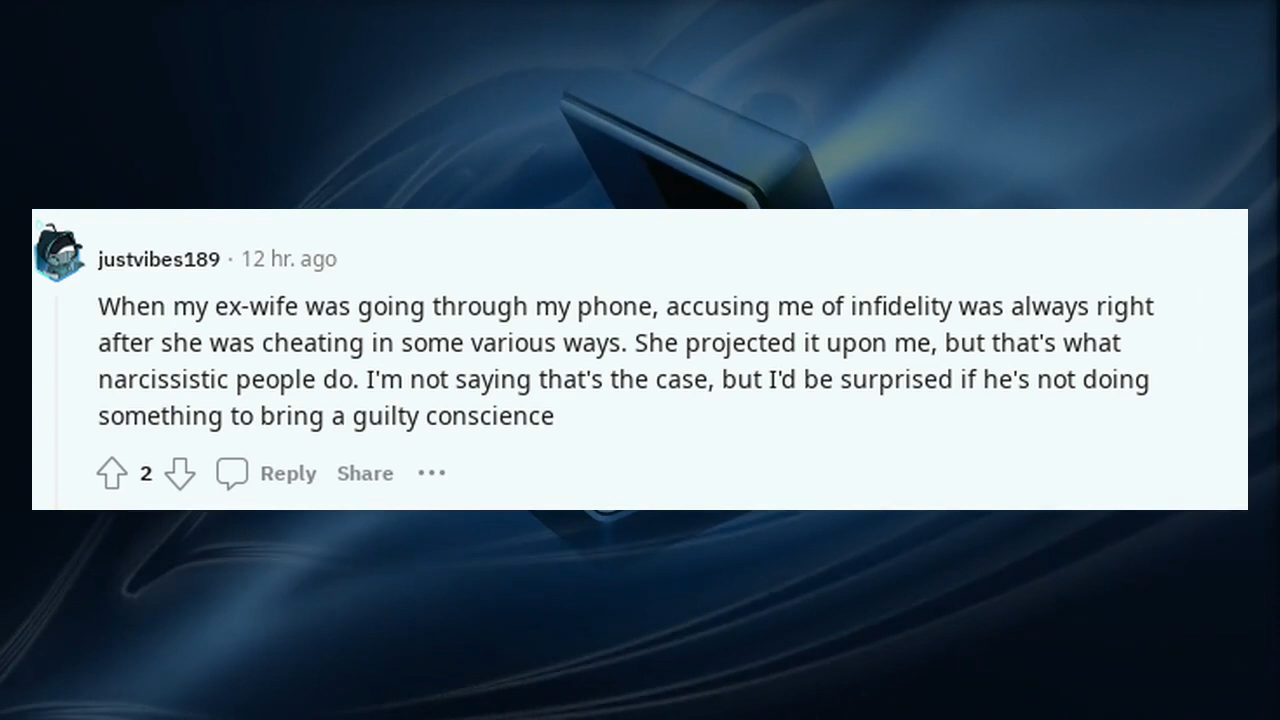 justvibes189 · 12 hr. ago
When my ex-wife was going through my phone, accusing me of infidelity was always right
after she was cheating in some various ways. She projected it upon me, but that's what
narcissistic people do. I'm not saying that's the case, but I'd be surprised if he's not doing
something to bring a guilty conscience
2 Reply Share •••